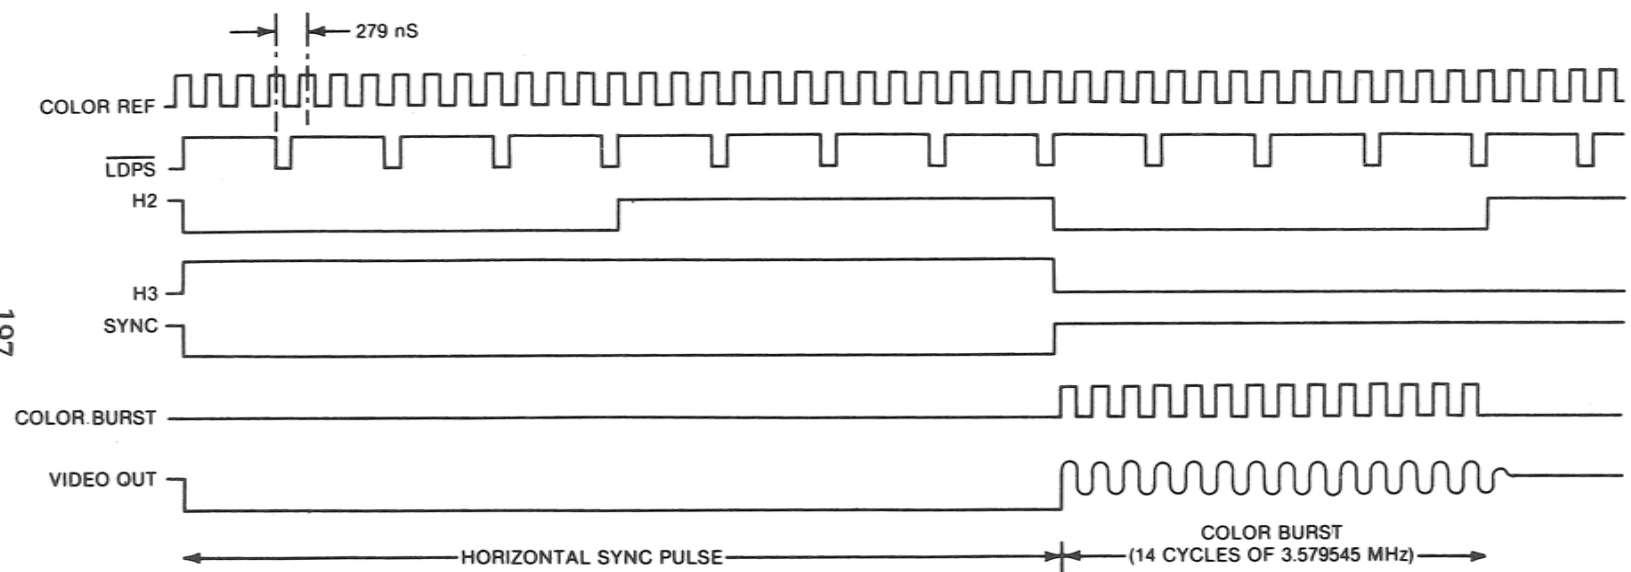 279 nS
COLOR REF
LDPS
H2
H3
SYNC
COLOR BURST
VIDEO OUT
HORIZONTAL SYNC PULSE
COLOR BURST
(14 CYCLES OF 3.579545 MHz)
187